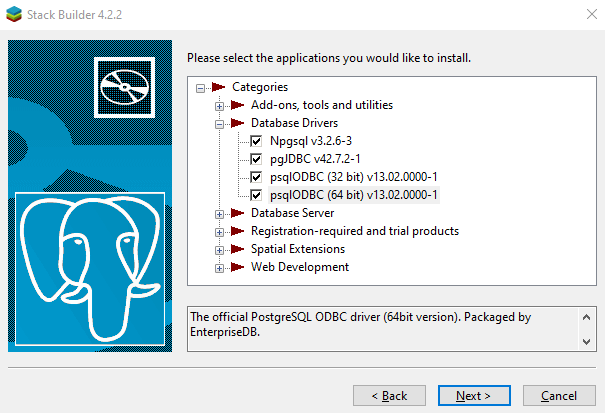 Stack Builder 4.2.2
Please select the applications you would like to install.
Categories
Add-ons, tools and utilities
Database Drivers
Npgsql v3.2.6-3
pgJDBC v42.7.2-1
psqlODBC (32 bit) v13.02.0000-1
psqlODBC (64 bit) v13.02.0000-1
Database Server
Registration-required and trial products
Spatial Extensions
Web Development
The official PostgreSQL ODBC driver (64bit version). Packaged by
EnterpriseDB.
< Back Next > Cancel